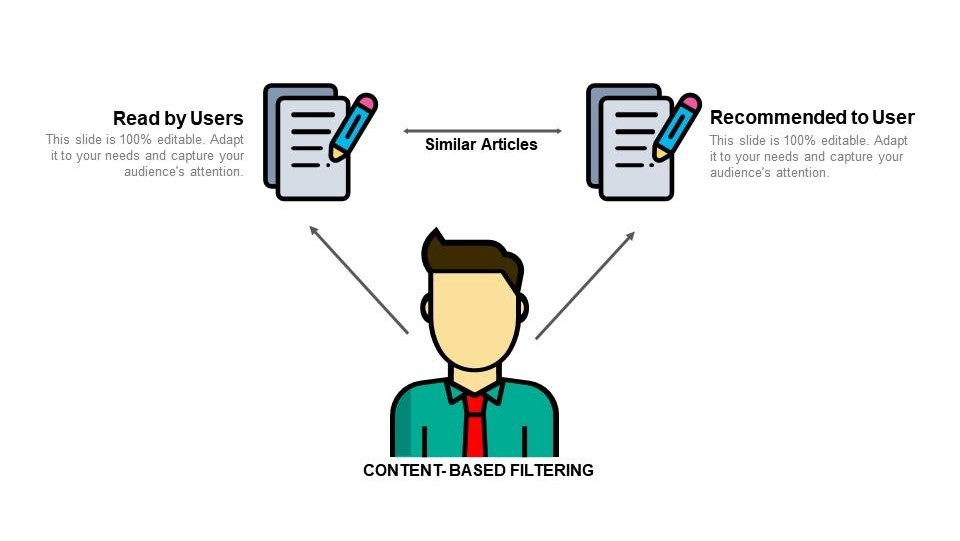 Read by Users
This slide is 100% editable. Adapt
it to your needs and capture your
audience's attention.
Similar Articles
Recommended to User
This slide is 100% editable. Adapt
it to your needs and capture your
audience's attention.
CONTENT-BASED FILTERING